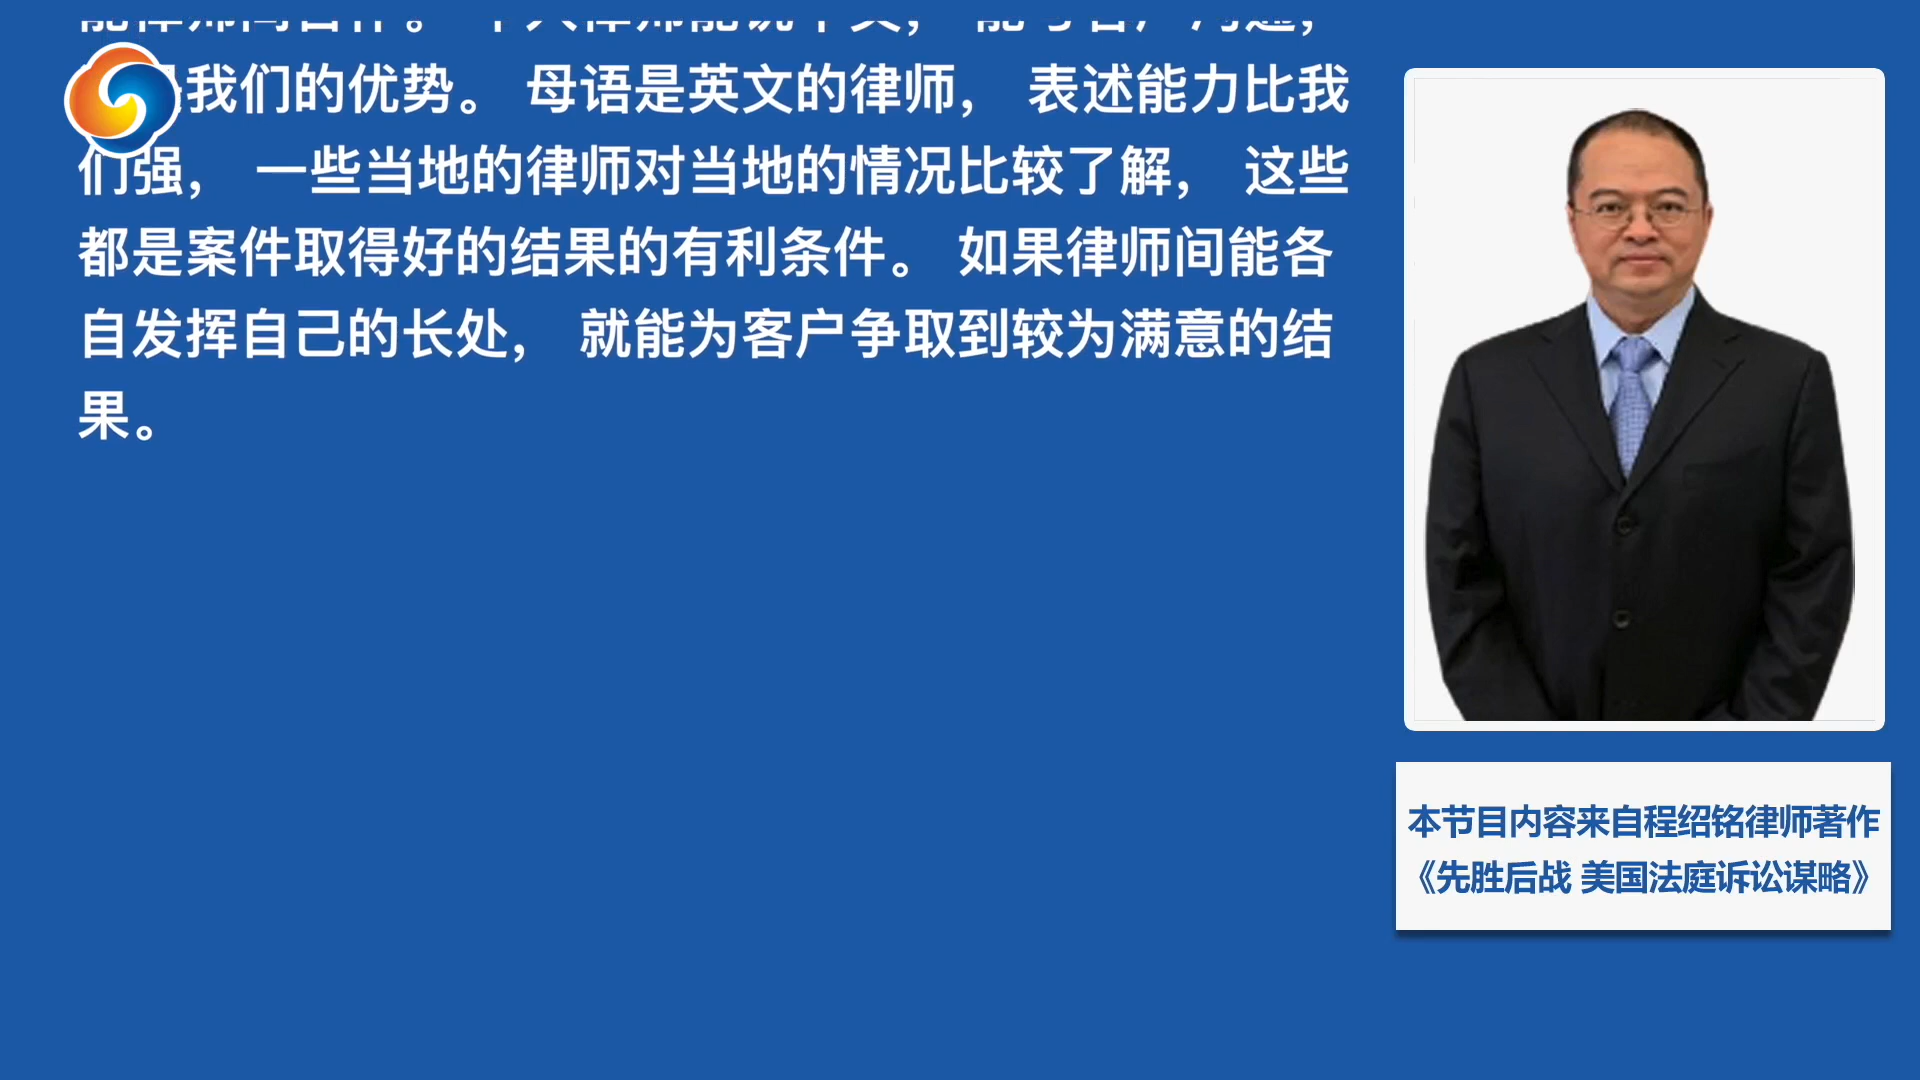 我们的优势。 母语是英文的律师， 表述能力比我
们强， 一些当地的律师对当地的情况比较了解， 这些
都是案件取得好的结果的有利条件。 如果律师间能各
自发挥自己的长处， 就能为客户争取到较为满意的结
果。
本节目内容来自程绍铭律师著作
《先胜后战 美国法庭诉讼谋略》